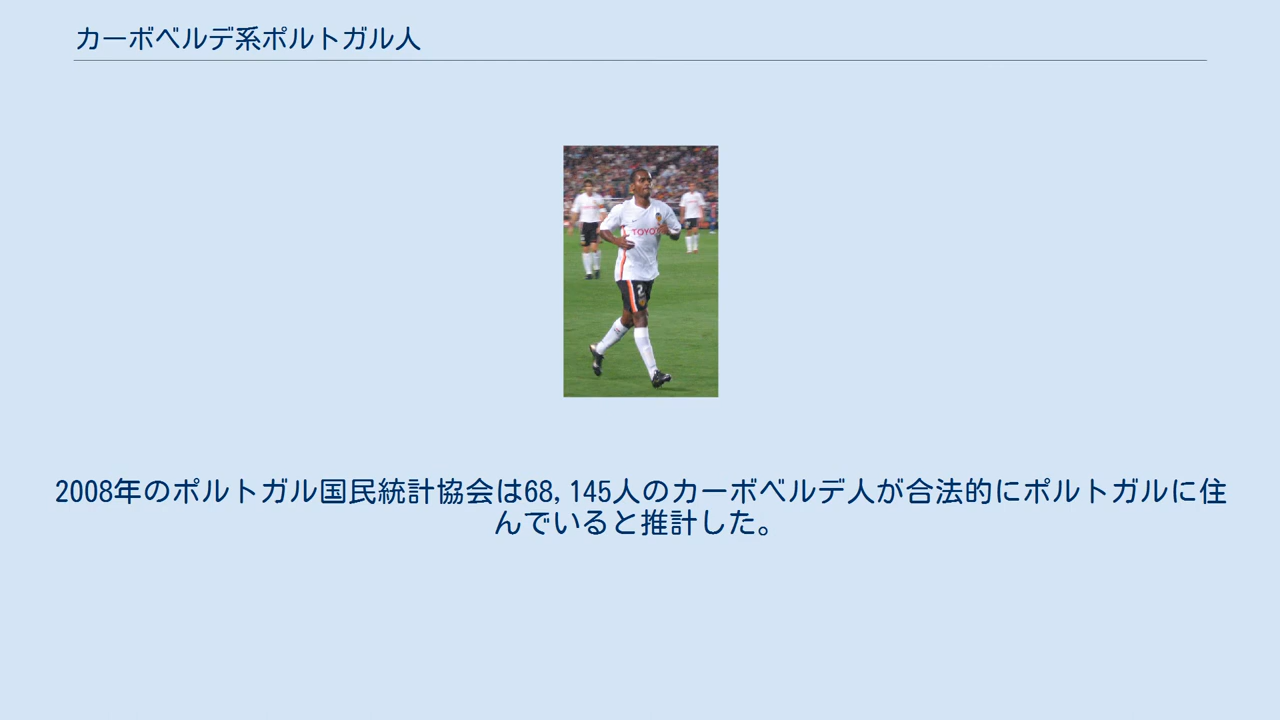 カーボベルデ系ポルトガル人
TOYOTA
2
2008年のポルトガル国民統計協会は68,145人のカーボベルデ人が合法的にポルトガルに住
んでいると推計した。